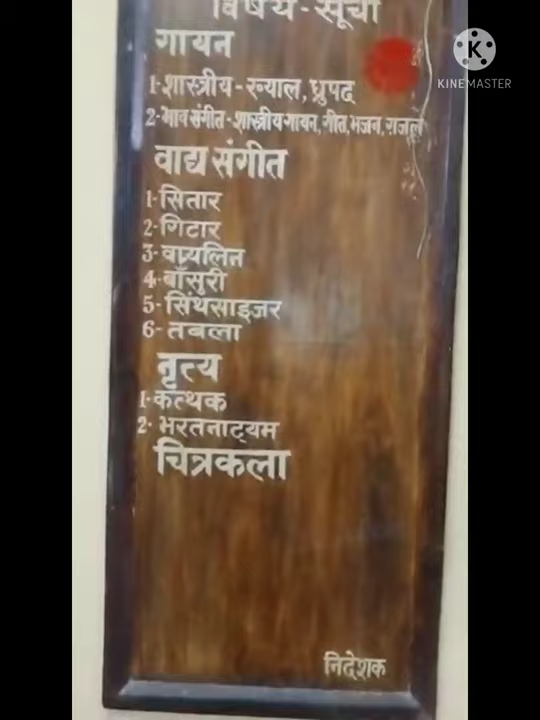 विषय-सूची
गायन
1-शास्त्रीय-ख्याल, ध्रुपद
2-भाव संगीत-शास्त्रीय गायन, गीत, भजन, गजल
वाद्य संगीत
1-सितार
2-गिटार
3-वायलिन
4-बाँसुरी
5-सिंथसाइजर
6-तबला
नृत्य
1-कत्थक
2-भरतनाट्यम
चित्रकला
निदेशक
K
KINEMASTER